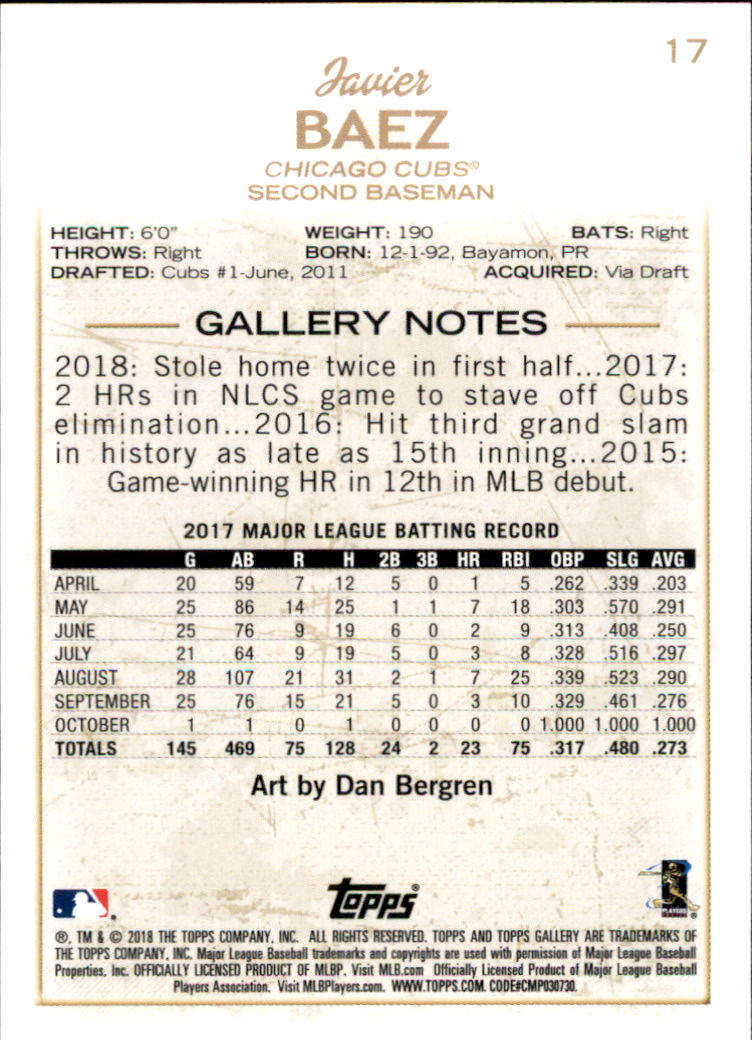 17
Javier
BAEZ
CHICAGO CUBS©
SECOND BASEMAN
HEIGHT: 6'0" WEIGHT: 190 BATS: Right
THROWS: Right BORN: 12-1-92, Bayamon, PR
DRAFTED: Cubs #1-June, 2011 ACQUIRED: Via Draft
GALLERY NOTES
2018: Stole home twice in first half...2017:
2 HRs in NLCS game to stave off Cubs
elimination...2016: Hit third grand slam
in history as late as 15th inning...2015:
Game-winning HR in 12th in MLB debut.
2017 MAJOR LEAGUE BATTING RECORD
G AB R H 2B 3B HR RBI OBP SLG AVG
APRIL 20 59 7 12 5 0 1 5 .262 .339 .203
MAY 25 86 14 25 1 1 7 18 .303 .570 .291
JUNE 25 76 9 19 6 0 2 9 .313 .408 .250
JULY 21 64 9 19 5 0 3 8 .328 .516 .297
AUGUST 28 107 21 31 2 1 7 25 .339 .523 .290
SEPTEMBER 25 76 15 21 5 0 3 10 .329 .461 .276
OCTOBER 1 1 0 1 0 0 0 0 1.000 1.000 1.000
TOTALS 145 469 75 128 24 2 23 75 .317 .480 .273
Art by Dan Bergren
Topps®
PLAYERS
®, TM & © 2018 THE TOPPS COMPANY, INC. ALL RIGHTS RESERVED. TOPPS AND TOPPS GALLERY ARE TRADEMARKS OF
THE TOPPS COMPANY, INC. Major League Baseball trademarks and copyrights are used with permission of Major League Baseball
Properties, Inc. OFFICIALLY LICENSED PRODUCT OF MLBP. Visit MLB.com Officially Licensed Product of Major League Baseball
Players Association. Visit MLBPlayers.com. WWW.TOPPS.COM. CODE#CMP030730.